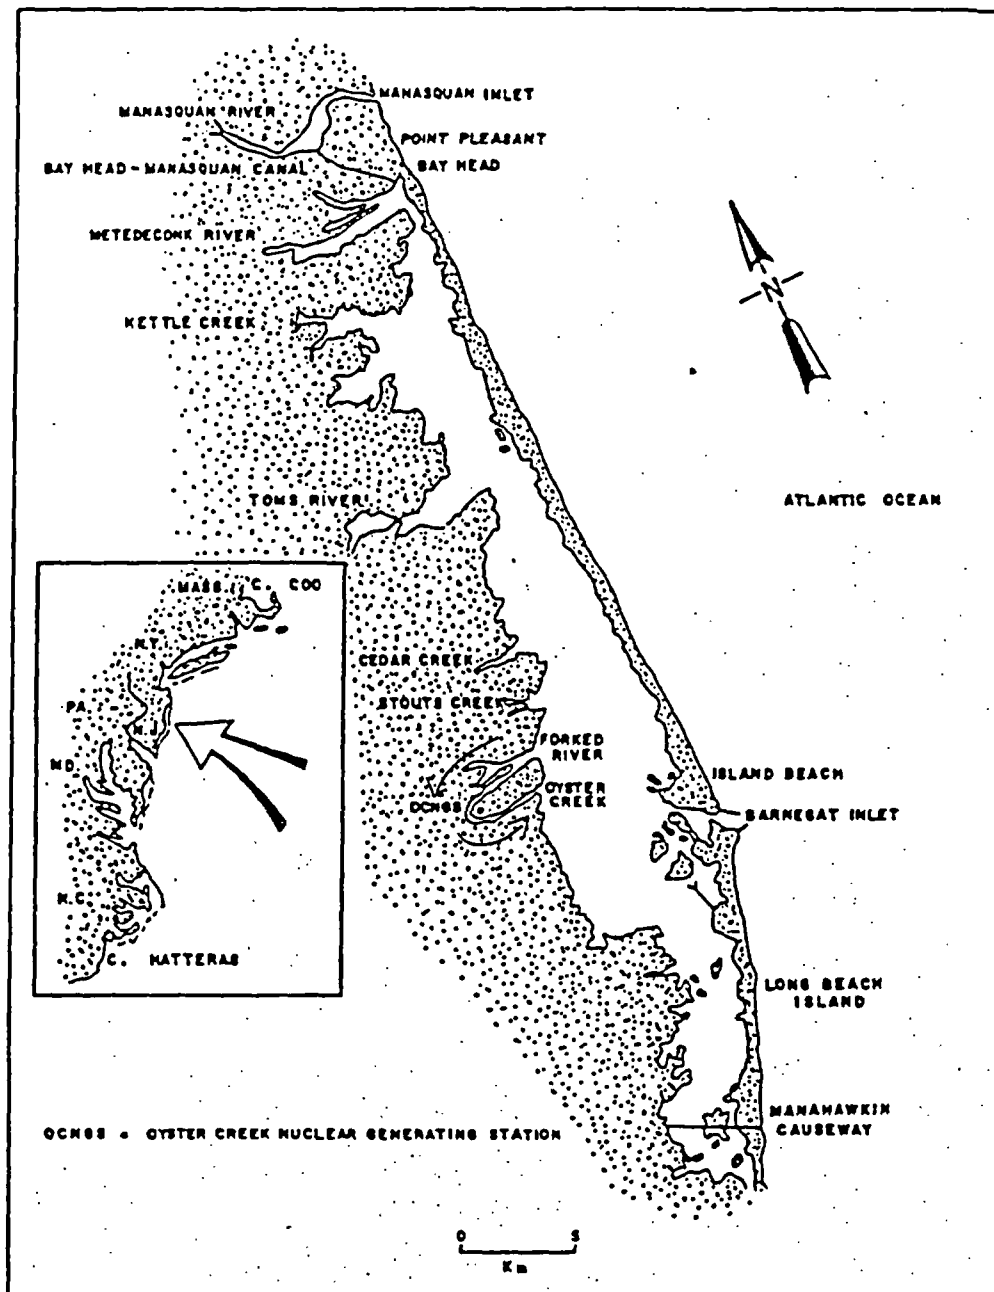 MANASQUAN INLET
MANASQUAN RIVER
POINT PLEASANT
BAY HEAD
BAY HEAD - MANASQUAN CANAL
METEDECONK RIVER
N
KETTLE CREEK
ATLANTIC OCEAN
TOMS RIVER
MASS.
C. COD
N.Y.
PA.
N.J.
MD.
N.C.
C. HATTERAS
CEDAR CREEK
STOUTS CREEK
FORKED
RIVER
OCNGS
OYSTER
CREEK
ISLAND BEACH
BARNEGAT INLET
LONG BEACH
ISLAND
MANAHAWKIN
CAUSEWAY
OCNGS = OYSTER CREEK NUCLEAR GENERATING STATION
0 5
Km